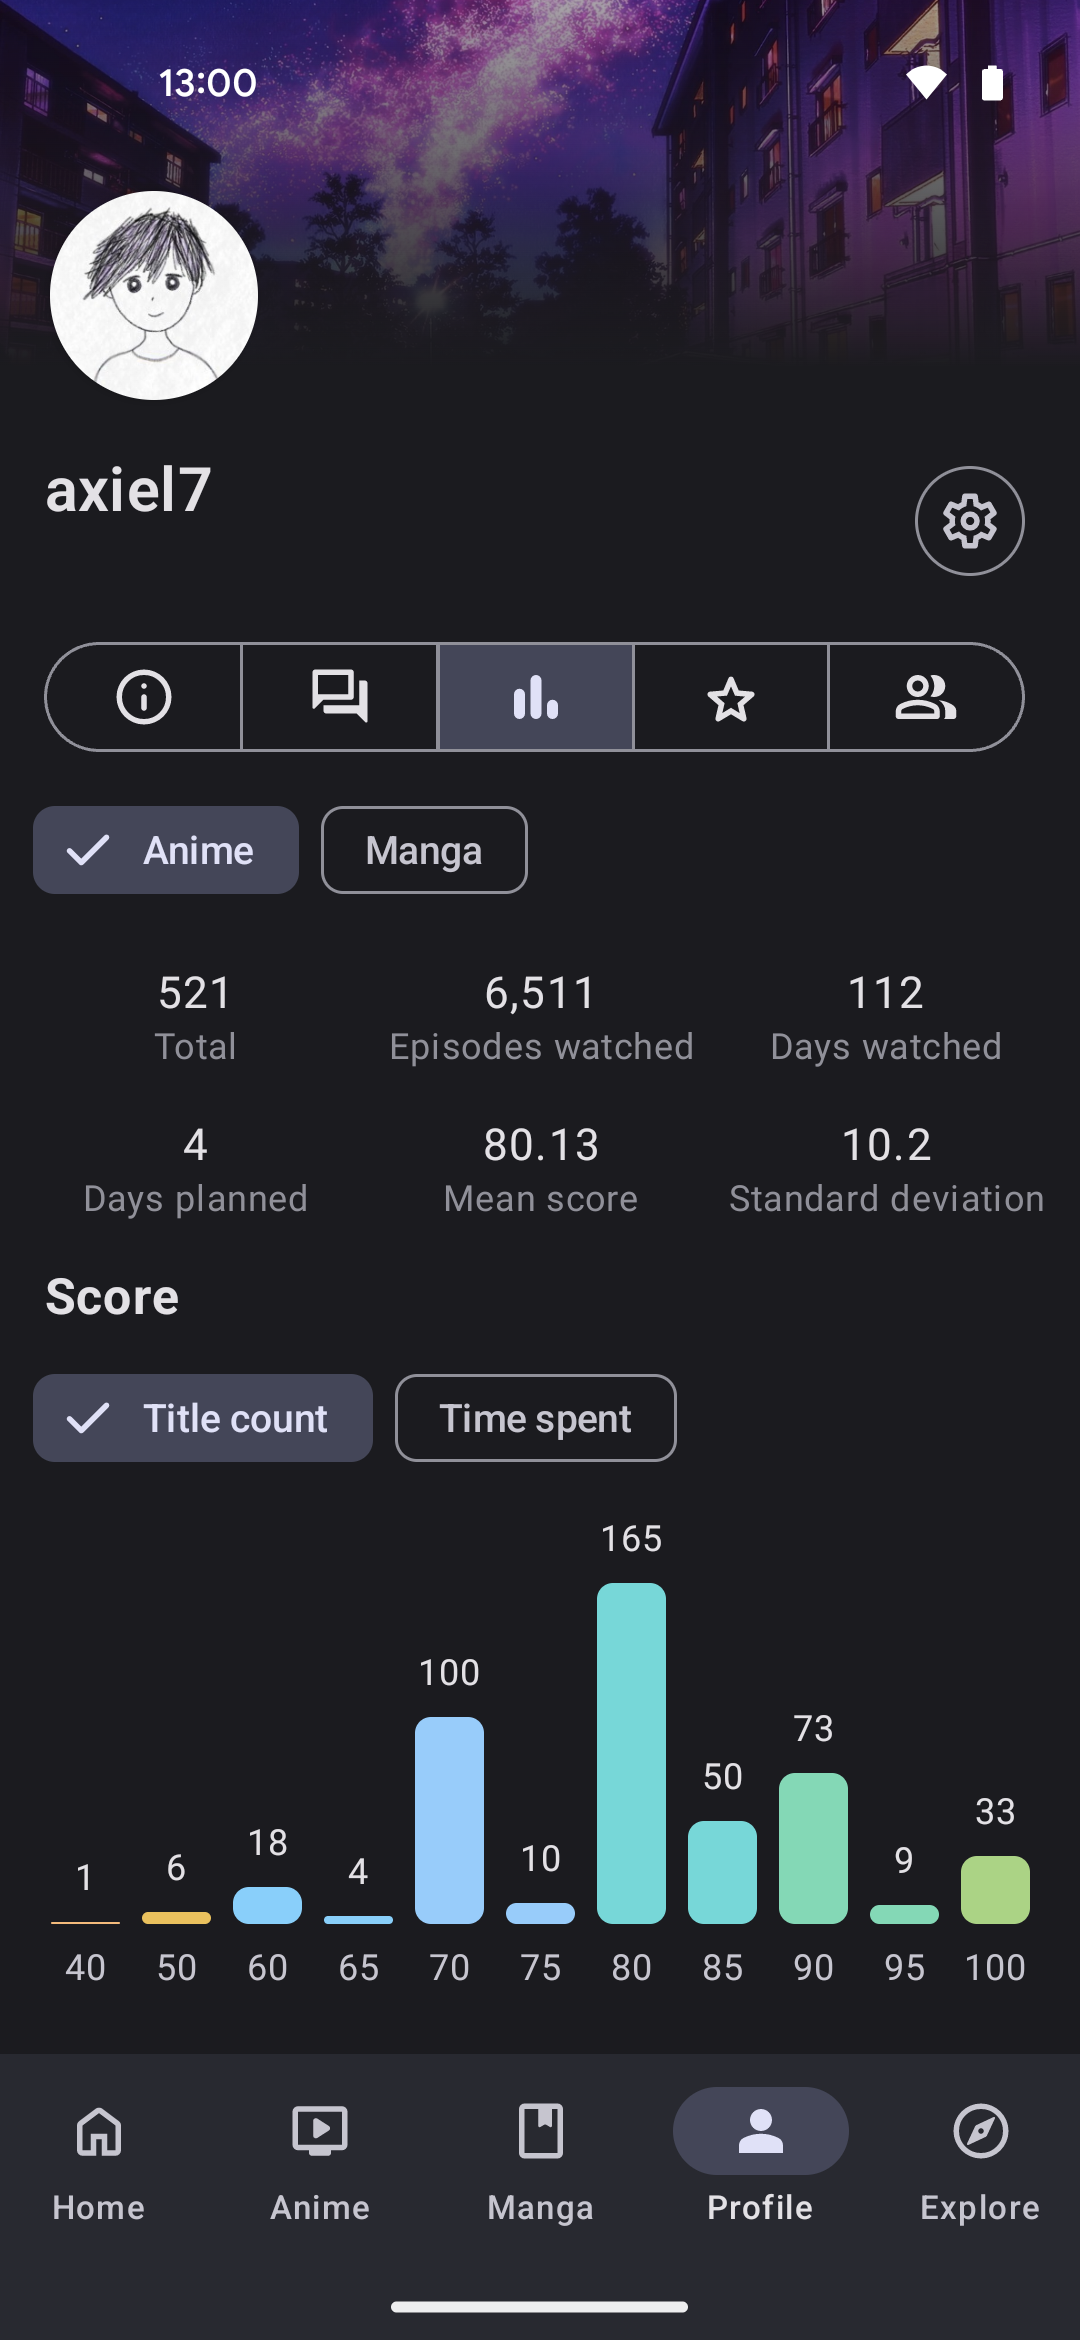 13:00
axiel7
Anime
Manga
521
6,511
112
Total
Episodes watched
Days watched
4
80.13
10.2
Days planned
Mean score
Standard deviation
Score
Title count
Time spent
1
6
18
4
100
10
165
50
73
9
33
40 50 60 65 70 75 80 85 90 95 100
Home Anime Manga Profile Explore